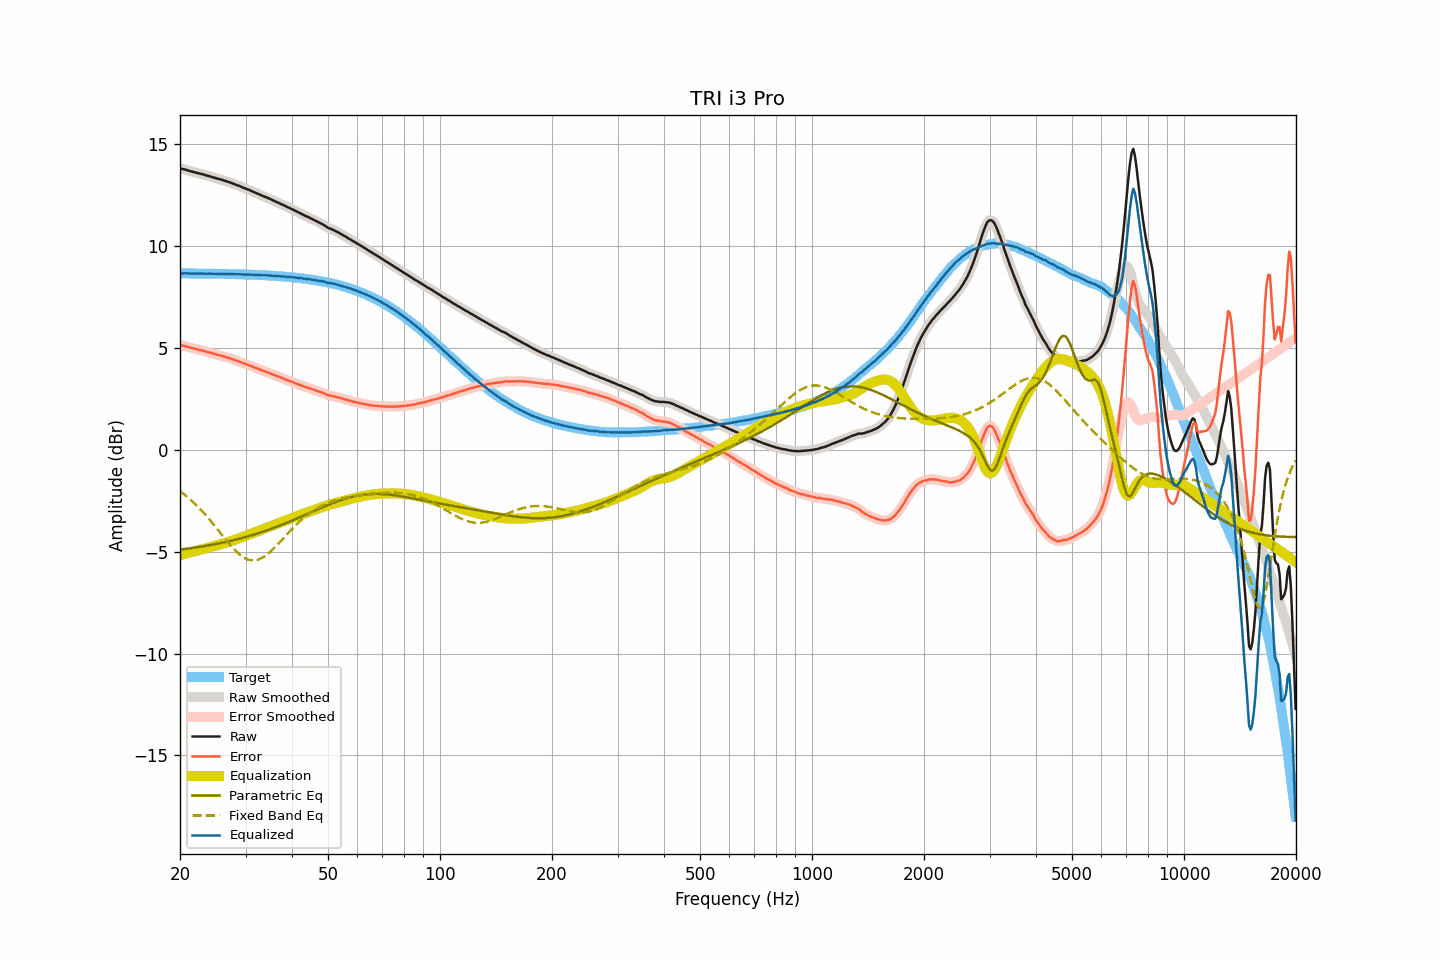 TRI i3 Pro
Amplitude (dBr)
15
10
5
0
−5
−10
−15
Target
Raw Smoothed
Error Smoothed
Raw
Error
Equalization
Parametric Eq
Fixed Band Eq
Equalized
20 50 100 200 500 1000 2000 5000 10000 20000
Frequency (Hz)